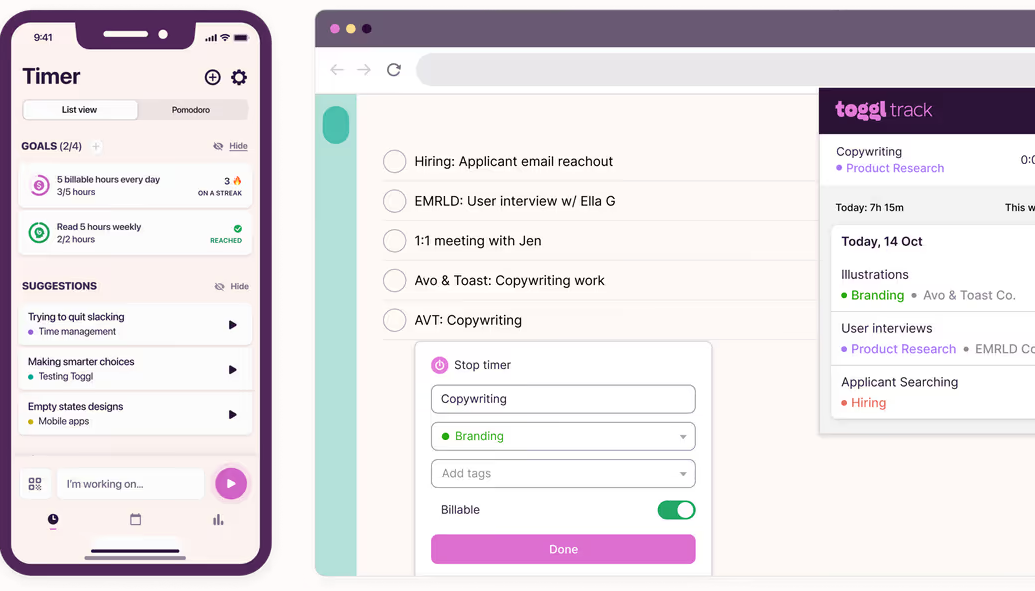 9:41
Timer
List view
Pomodoro
GOALS (2/4) +
Hide
5 billable hours every day
3/5 hours
3
ON A STREAK
Read 5 hours weekly
2/2 hours
REACHED
SUGGESTIONS
Hide
Trying to quit slacking
Time management
Making smarter choices
Testing Toggl
Empty states designs
Mobile apps
I'm working on...
Hiring: Applicant email reachout
EMRLD: User interview w/ Ella G
1:1 meeting with Jen
Avo & Toast: Copywriting work
AVT: Copywriting
Stop timer
Copywriting
Branding
Add tags
Billable
Done
toggl track
Copywriting
Product Research
Today: 7h 15m
This
Today, 14 Oct
Illustrations
Branding • Avo & Toast Co.
User interviews
Product Research • EMRLD
Applicant Searching
Hiring